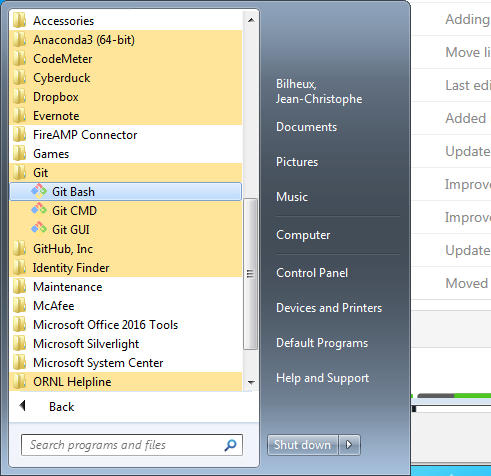 Accessories
Anaconda3 (64-bit)
CodeMeter
Cyberduck
Dropbox
Evernote
FireAMP Connector
Games
Git
Git Bash
Git CMD
Git GUI
GitHub, Inc
Identity Finder
Maintenance
McAfee
Microsoft Office 2016 Tools
Microsoft Silverlight
Microsoft System Center
ORNL Helpline
Back
Search programs and files
Bilheux,
Jean-Christophe
Documents
Pictures
Music
Computer
Control Panel
Devices and Printers
Default Programs
Help and Support
Shut down
Adding
Move li
Last edi
Added
Update
Improve
Improve
Update
Moved